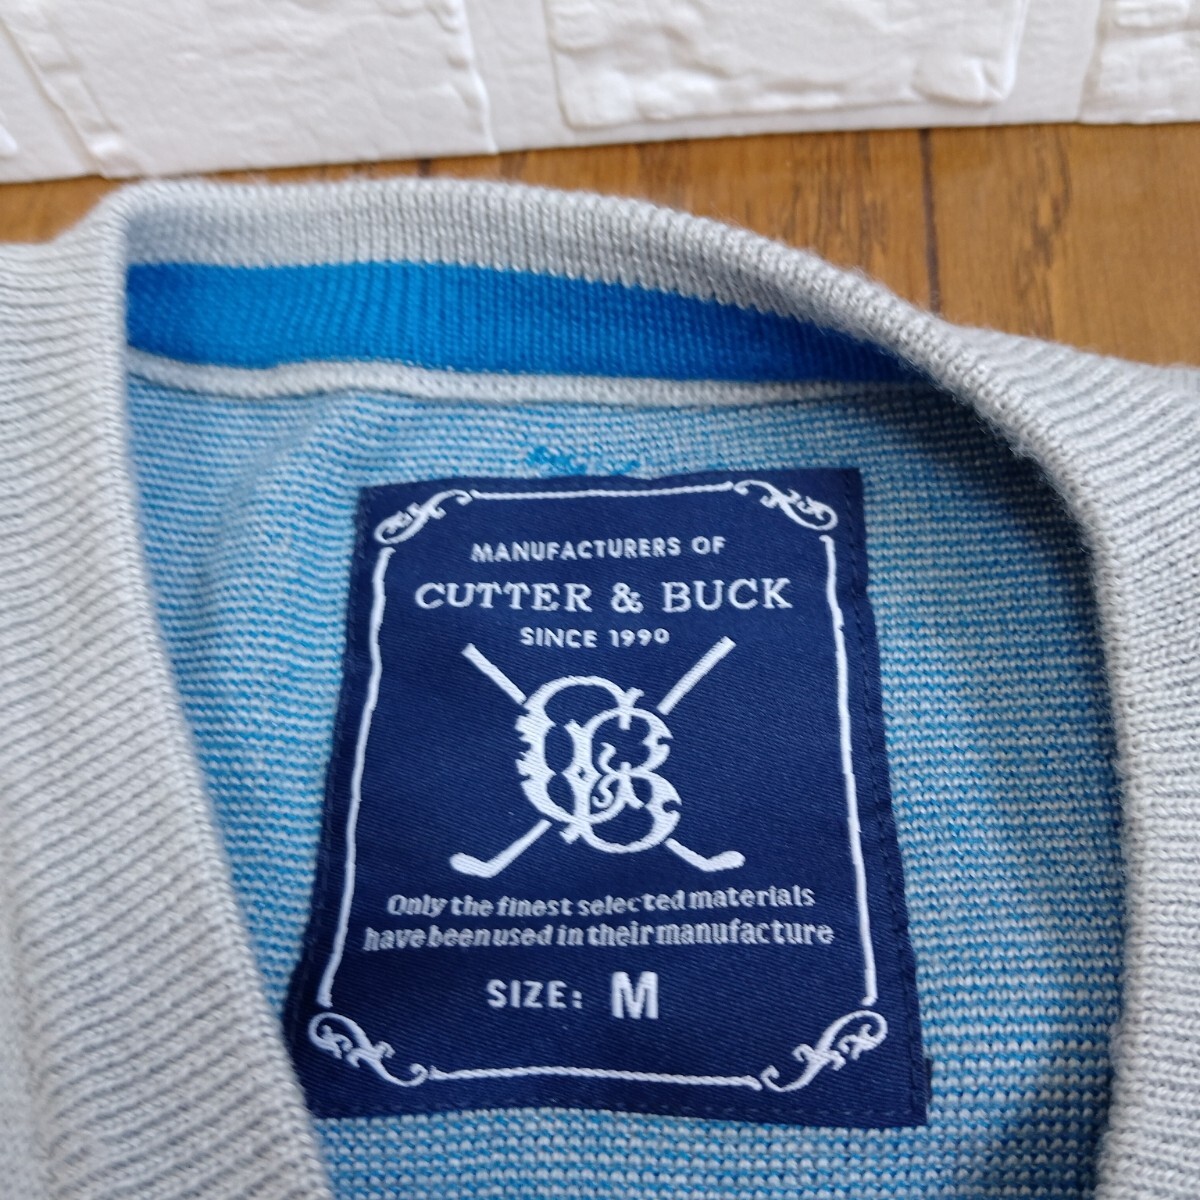 MANUFACTURERS OF
CUTTER & BUCK
SINCE 1990
C&B
Only the finest selected materials
have been used in their manufacture
SIZE: M